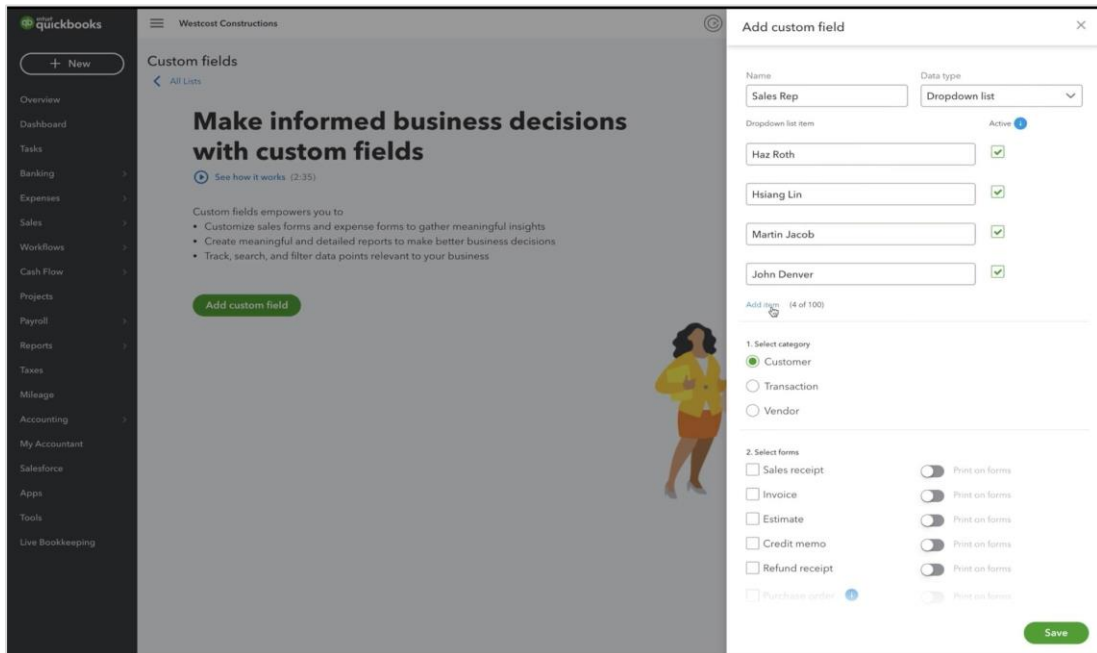 intuit quickbooks
Westcost Constructions
+ New
Overview
Dashboard
Tasks
Banking
Expenses
Sales
Workflows
Cash Flow
Projects
Payroll
Reports
Taxes
Mileage
Accounting
My Accountant
Salesforce
Apps
Tools
Live Bookkeeping
Custom fields
All Lists
Make informed business decisions
with custom fields
See how it works (2:35)
Custom fields empowers you to
• Customize sales forms and expense forms to gather meaningful insights
• Create meaningful and detailed reports to make better business decisions
• Track, search, and filter data points relevant to your business
Add custom field
Add custom field
Name Data type
Sales Rep Dropdown list
Dropdown list item Active
Haz Roth
Hsiang Lin
Martin Jacob
John Denver
Add item (4 of 100)
1. Select category
Customer
Transaction
Vendor
2. Select forms
Sales receipt Print on forms
Invoice Print on forms
Estimate Print on forms
Credit memo Print on forms
Refund receipt Print on forms
Purchase order Print on forms
Save